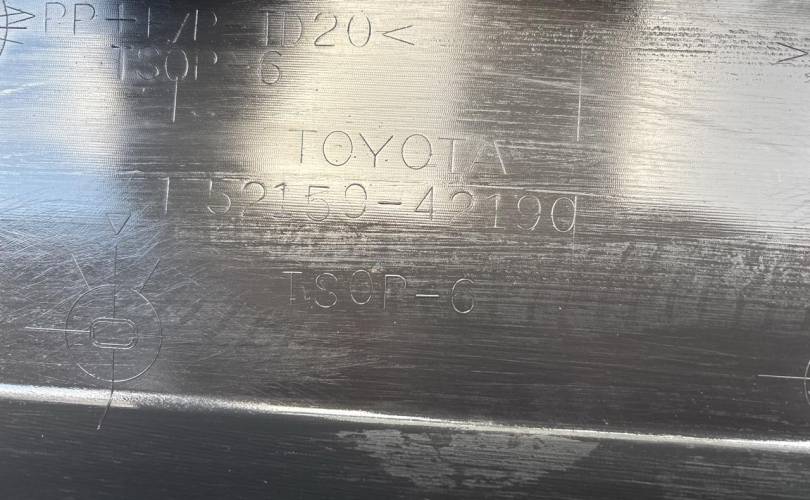 >PP+E/P TD20<
TSOP-6
TOYOTA
52159-42190
TSOP-6